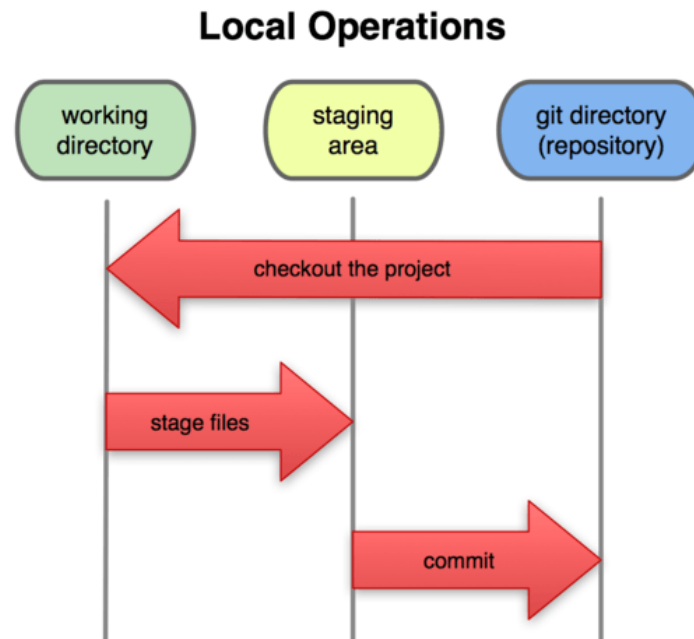 Local Operations
working
directory
staging
area
git directory
(repository)
checkout the project
stage files
commit